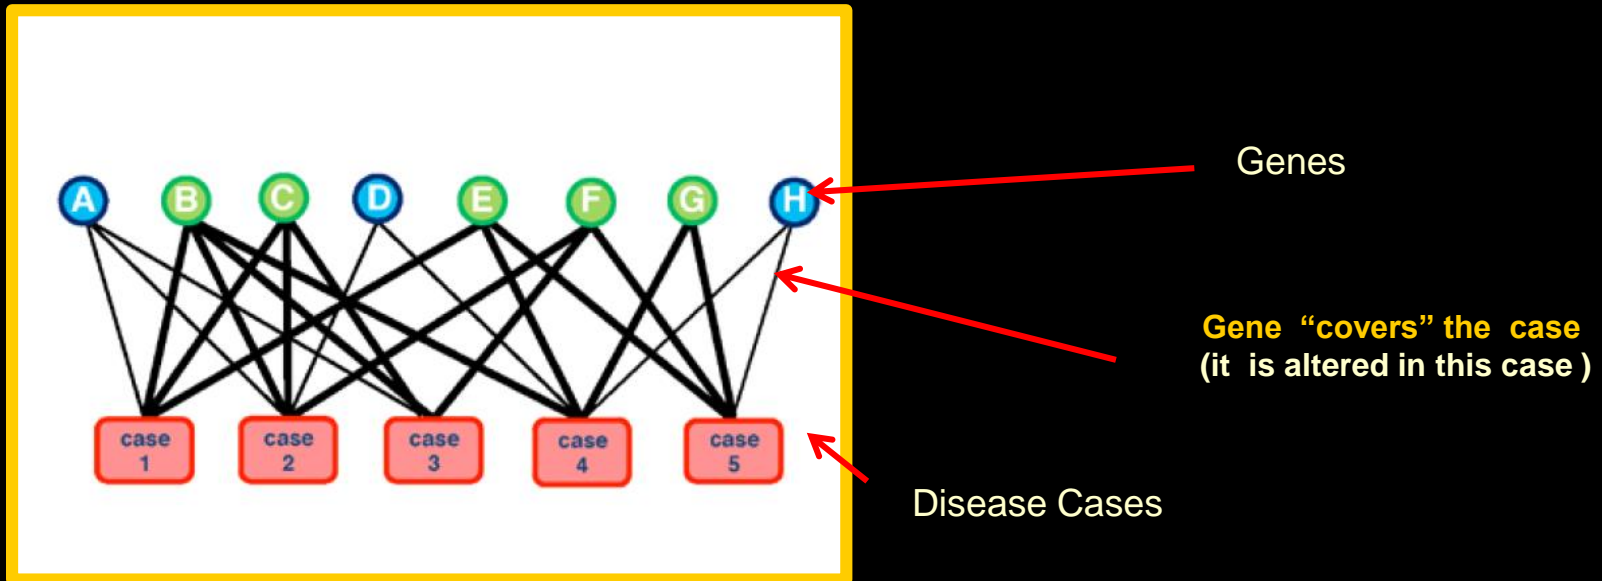 A B C D E F G H
case 1
case 2
case 3
case 4
case 5
Genes
Gene “covers” the case
(it is altered in this case )
Disease Cases